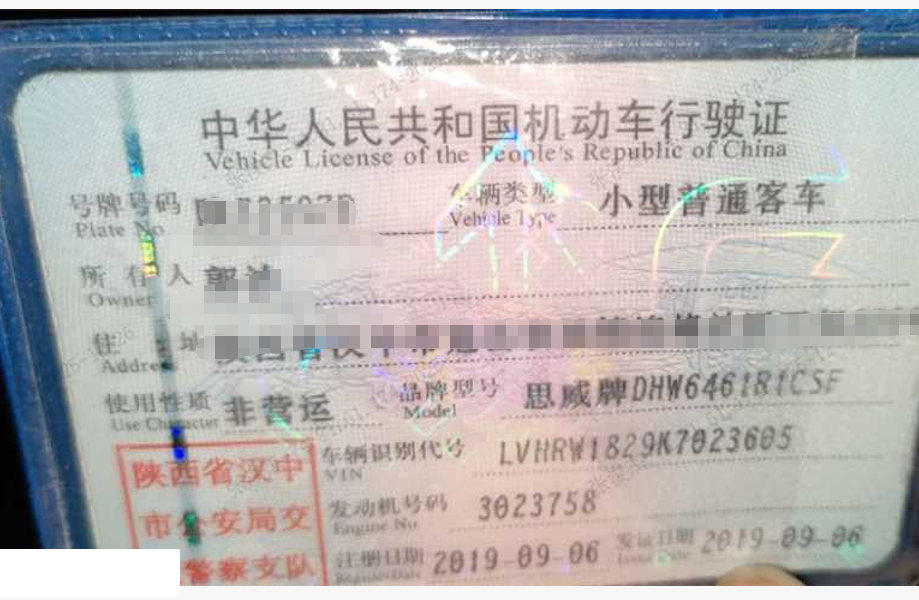 中华人民共和国机动车行驶证
Vehicle License of the People's Republic of China
号牌号码
Plate No
车辆类型 小型普通客车
Vehicle Type
所有人
Owner
住址
Address
使用性质 非营运
Use Character
品牌型号 思威牌DHW6461R1CSF
Model
车辆识别代号 LVHRW1829K7023605
VIN
发动机号码 3023758
Engine No
注册日期 2019-09-06
Register Date
发证日期 2019-09-06
Issue Date
陕西省汉中
市公安局交
警察支队